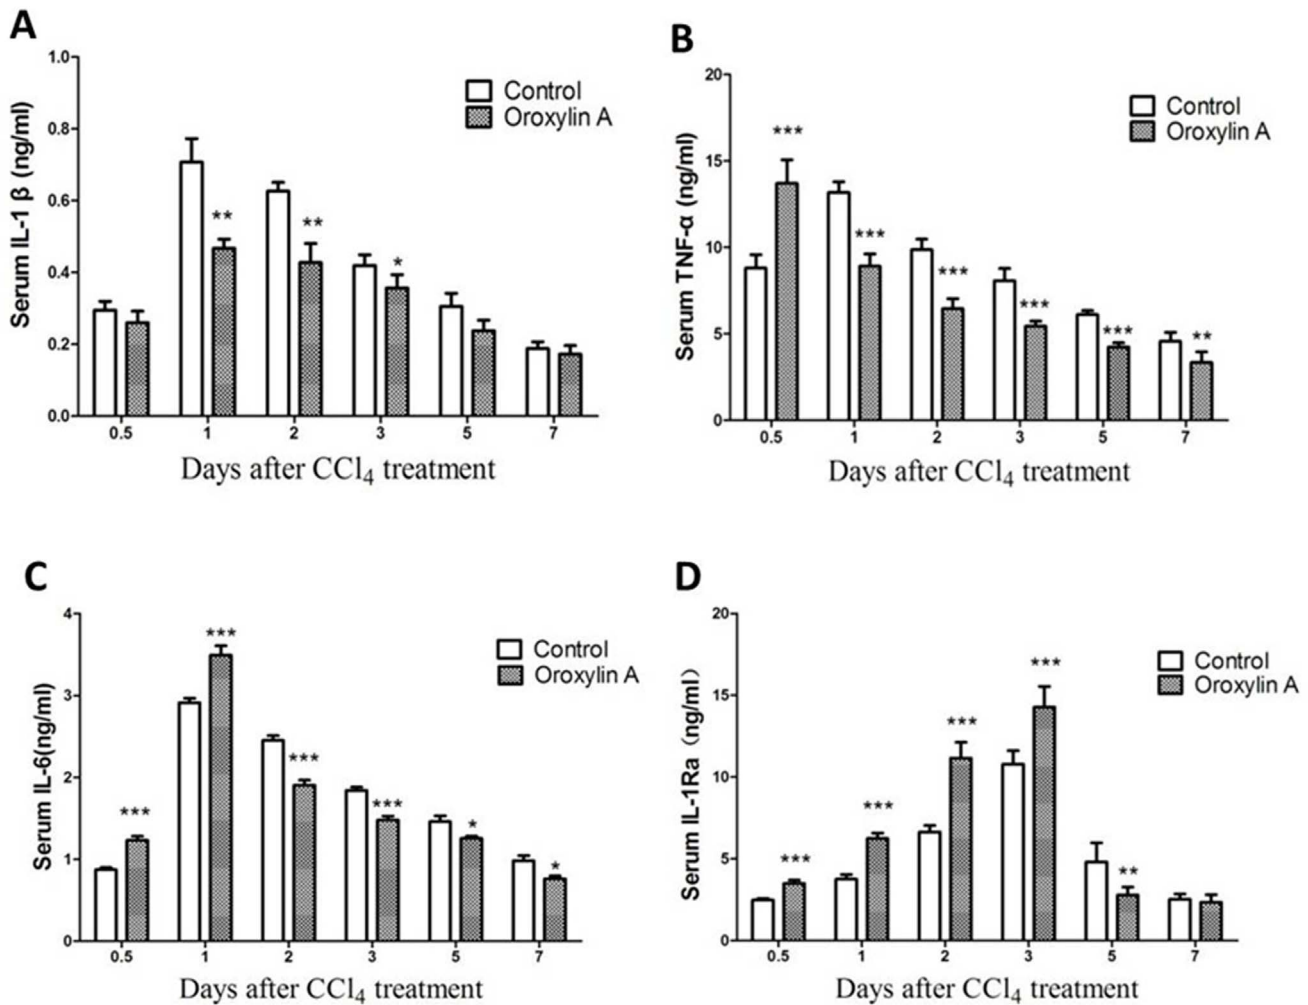 A
1.0
0.8
0.6
0.4
0.2
0.0
Serum IL-1 β (ng/ml)
Control
Oroxylin A
**
**
*
0.5 1 2 3 5 7
Days after CCl4 treatment
B
20
15
10
5
0
Serum TNF-α (ng/ml)
Control
Oroxylin A
***
***
***
***
***
**
0.5 1 2 3 5 7
Days after CCl4 treatment
C
4
3
2
1
0
Serum IL-6(ng/ml)
Control
Oroxylin A
***
***
***
***
*
*
0.5 1 2 3 5 7
Days after CCl4 treatment
D
20
15
10
5
0
Serum IL-1Ra（ng/ml）
Control
Oroxylin A
***
***
***
***
**
0.5 1 2 3 5 7
Days after CCl4 treatment